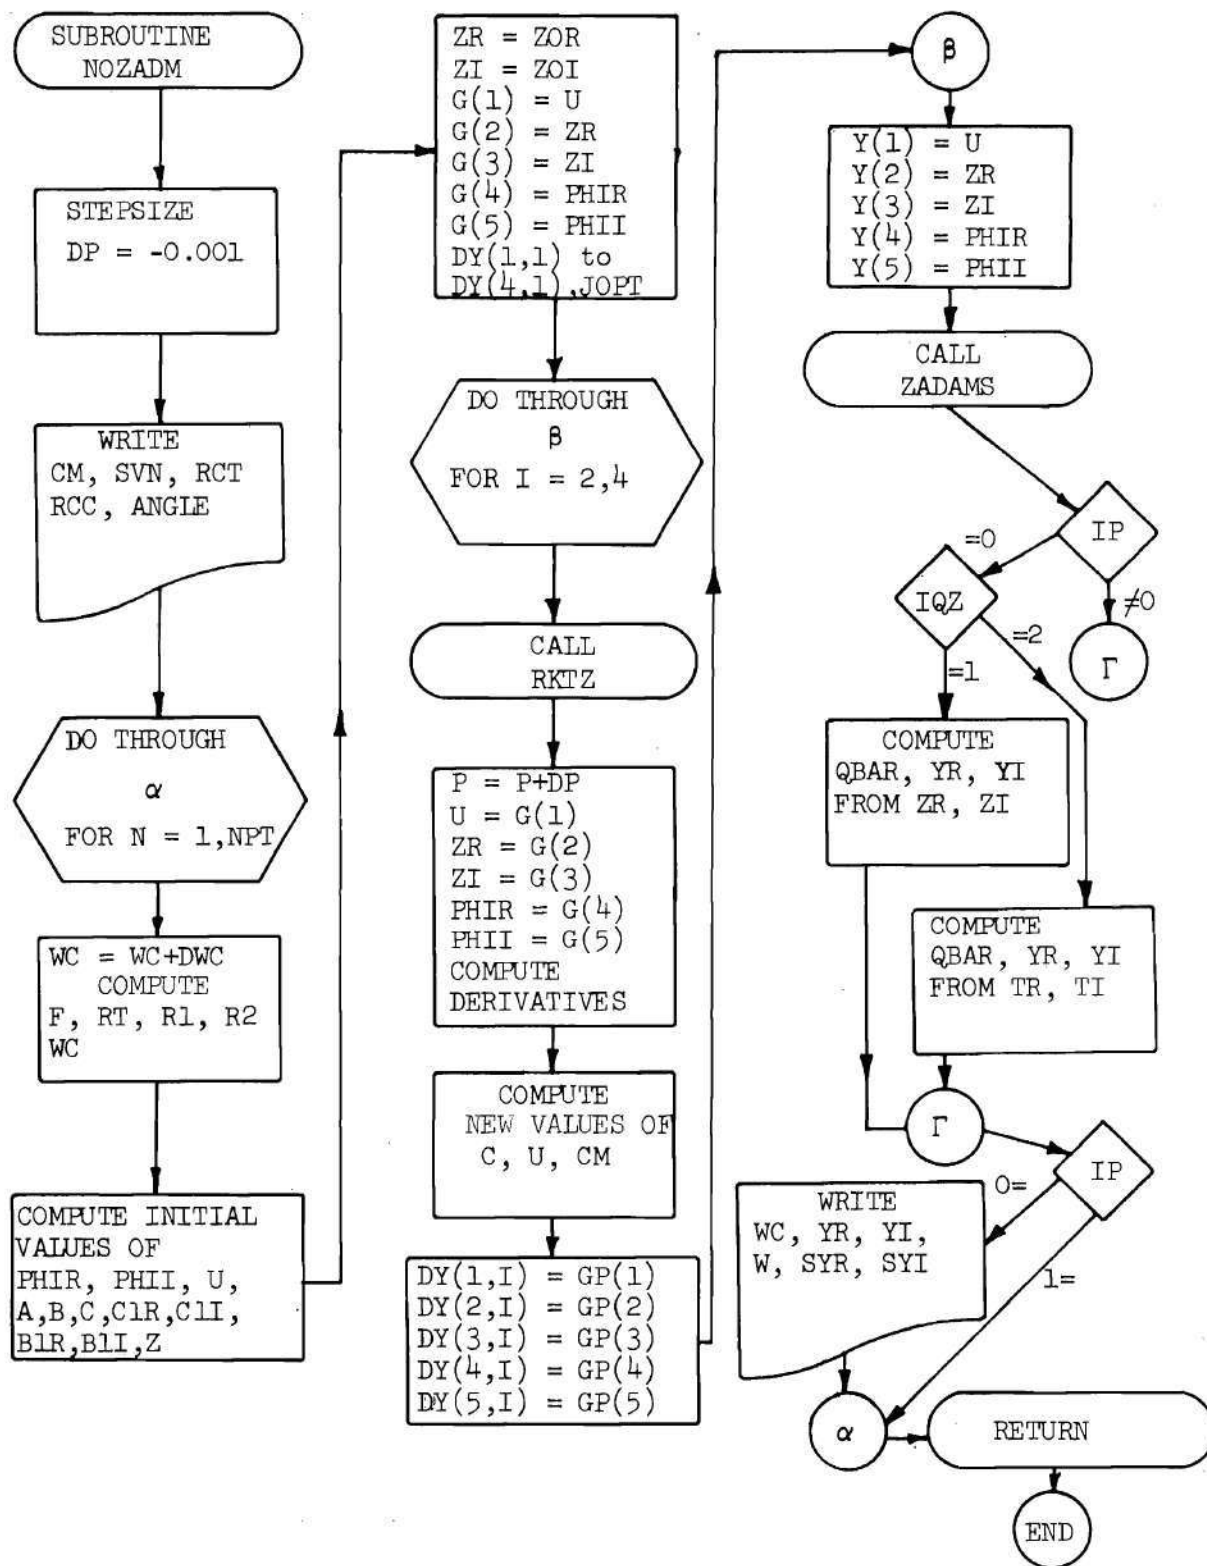 SUBROUTINE
NOZADM
STEPSIZE
DP = -0.001
WRITE
CM, SVN, RCT
RCC, ANGLE
DO THROUGH
α
FOR N = 1,NPT
WC = WC+DWC
COMPUTE
F, RT, R1, R2
WC
COMPUTE INITIAL
VALUES OF
PHIR, PHII, U,
A,B,C,C1R,C1I,
B1R,B1I,Z
ZR = ZOR
ZI = ZOI
G(1) = U
G(2) = ZR
G(3) = ZI
G(4) = PHIR
G(5) = PHII
DY(1,1) to
DY(4,1),JOPT
DO THROUGH
β
FOR I = 2,4
CALL
RKTZ
P = P+DP
U = G(1)
ZR = G(2)
ZI = G(3)
PHIR = G(4)
PHII = G(5)
COMPUTE
DERIVATIVES
COMPUTE
NEW VALUES OF
C, U, CM
DY(1,I) = GP(1)
DY(2,I) = GP(2)
DY(3,I) = GP(3)
DY(4,I) = GP(4)
DY(5,I) = GP(5)
β
Y(1) = U
Y(2) = ZR
Y(3) = ZI
Y(4) = PHIR
Y(5) = PHII
CALL
ZADAMS
IP
=0
≠0
IQZ
=2
=1
Γ
COMPUTE
QBAR, YR, YI
FROM ZR, ZI
COMPUTE
QBAR, YR, YI
FROM TR, TI
Γ
IP
0=
1=
WRITE
WC, YR, YI,
W, SYR, SYI
α
RETURN
END